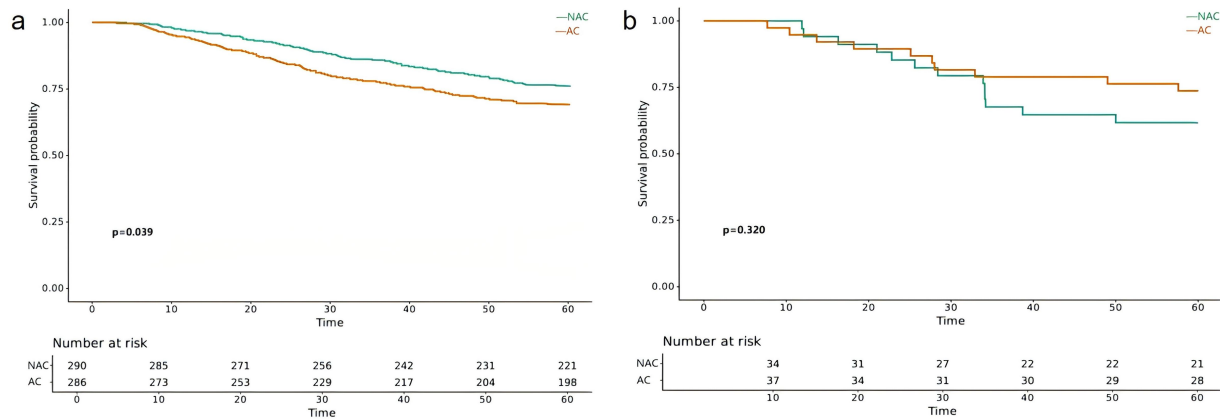 a
NAC
AC
1.00
0.75
0.50
0.25
0.00
Survival probability
p=0.039
0 10 20 30 40 50 60
Time
Number at risk
NAC 290 285 271 256 242 231 221
AC 286 273 253 229 217 204 198
0 10 20 30 40 50 60
Time
b
NAC
AC
1.00
0.75
0.50
0.25
0.00
Survival probability
p=0.320
0 10 20 30 40 50 60
Time
Number at risk
NAC 34 31 27 22 22 21
AC 37 34 31 30 29 28
10 20 30 40 50 60
Time